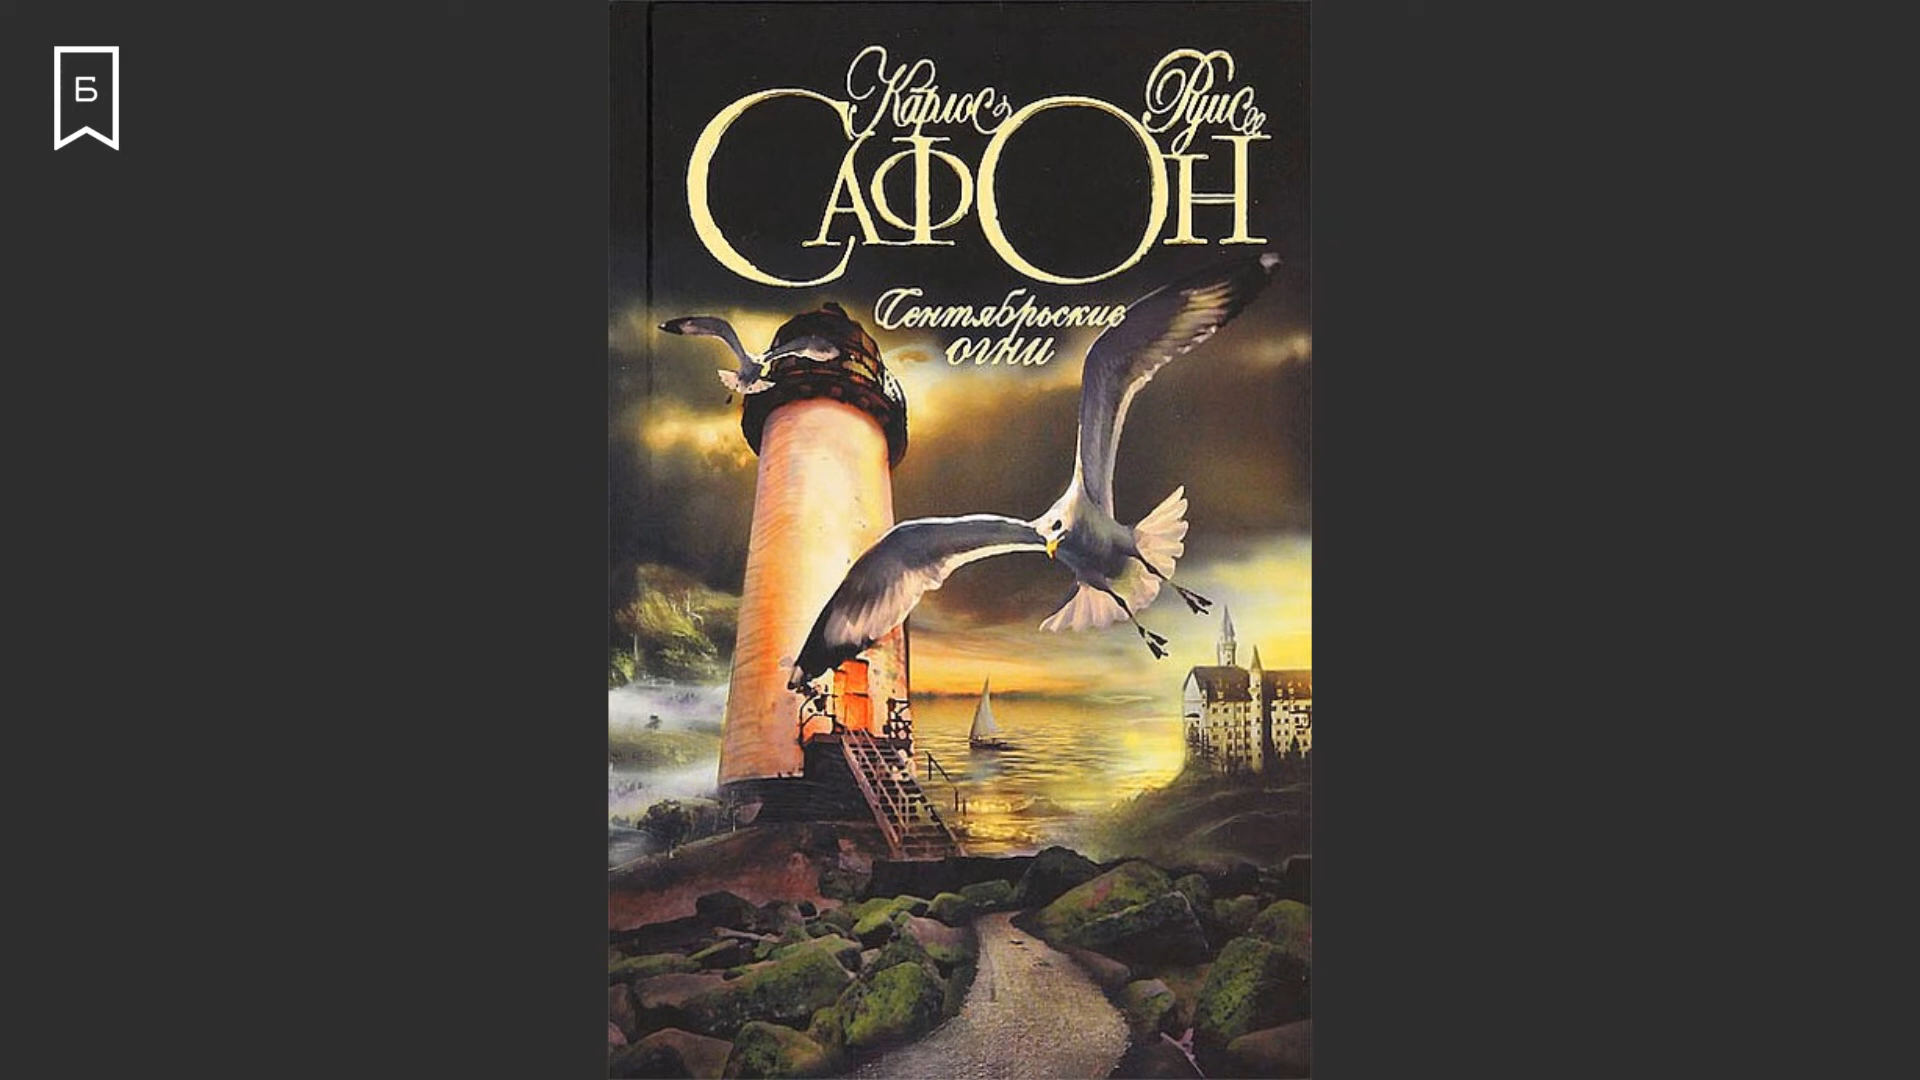 Б
Карлос Руис
САФОН
Сентябрьские
огни